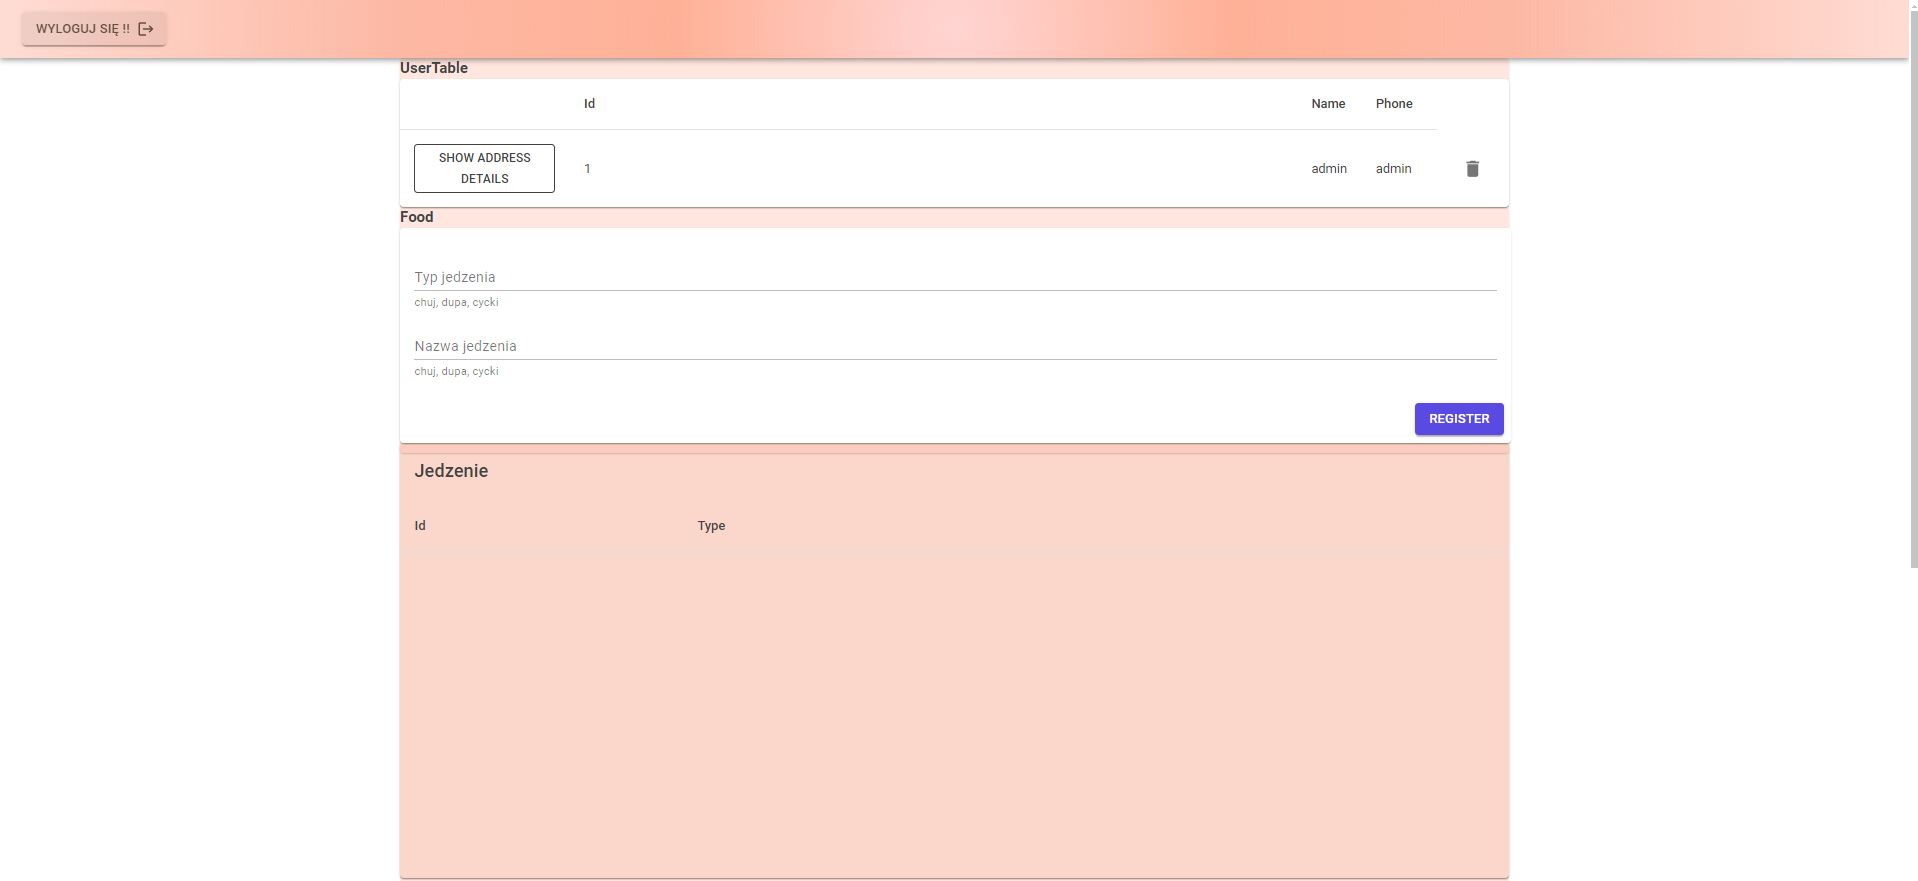 WYLOGUJ SIĘ !!
UserTable
Id Name Phone
SHOW ADDRESS
DETAILS
1 admin admin
Food
Typ jedzenia
chuj, dupa, cycki
Nazwa jedzenia
chuj, dupa, cycki
REGISTER
Jedzenie
Id Type